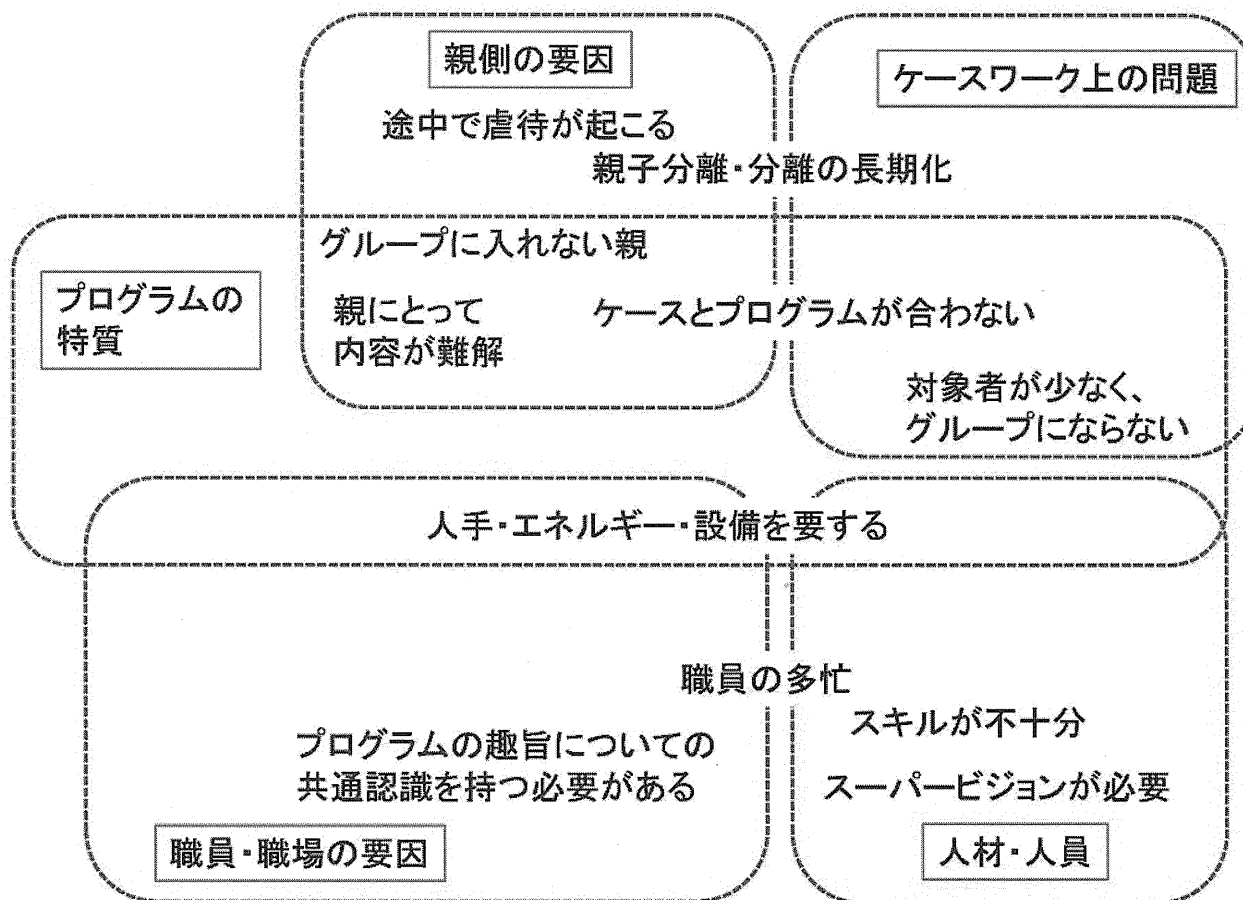 親側の要因
ケースワーク上の問題
途中で虐待が起こる
親子分離・分離の長期化
グループに入れない親
プログラムの
特質
親にとって
内容が難解
ケースとプログラムが合わない
対象者が少なく、
グループにならない
人手・エネルギー・設備を要する
職員の多忙
スキルが不十分
プログラムの趣旨についての
共通認識を持つ必要がある
スーパービジョンが必要
職員・職場の要因
人材・人員